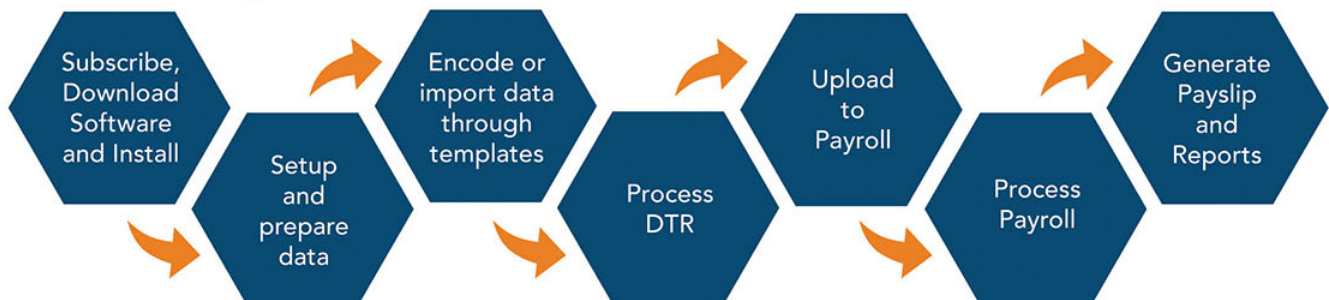 Subscribe,
Download
Software
and Install
Setup
and
prepare
data
Encode or
import data
through
templates
Process
DTR
Upload
to
Payroll
Process
Payroll
Generate
Payslip
and
Reports